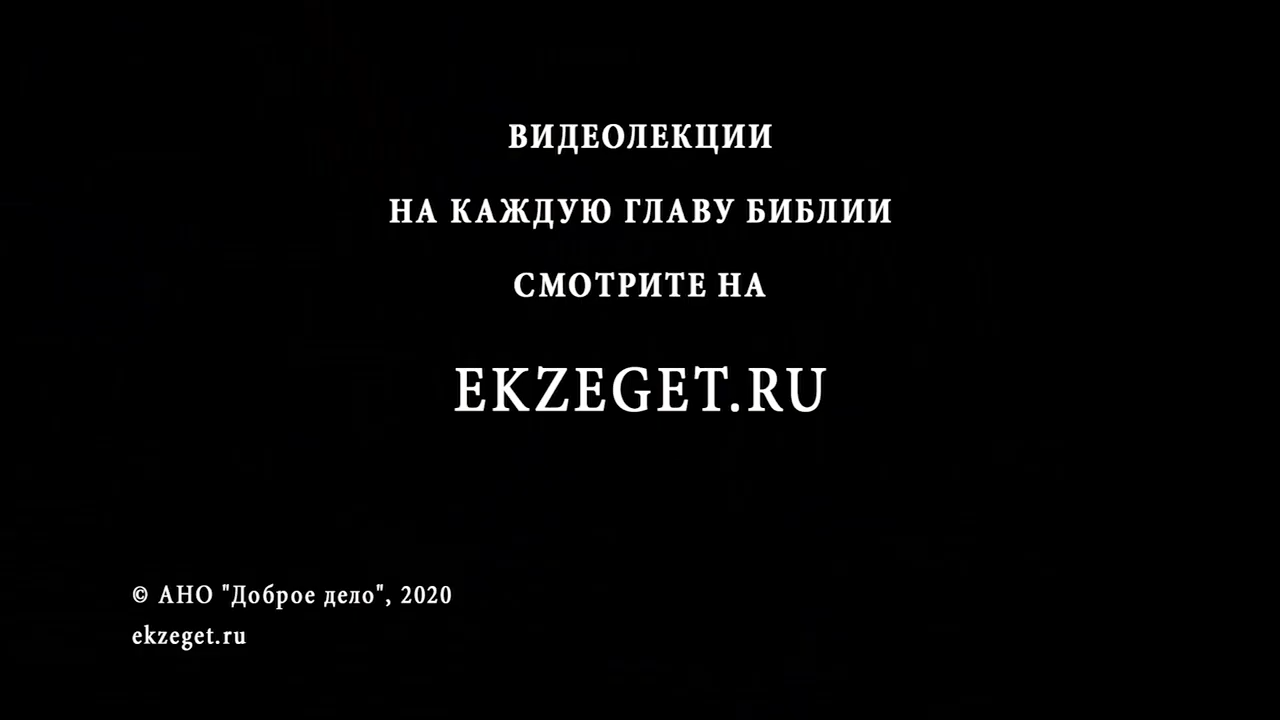 ВИДЕОЛЕКЦИИ
НА КАЖДУЮ ГЛАВУ БИБЛИИ
СМОТРИТЕ НА
EKZEGET.RU
© АНО "Доброе дело", 2020
ekzeget.ru